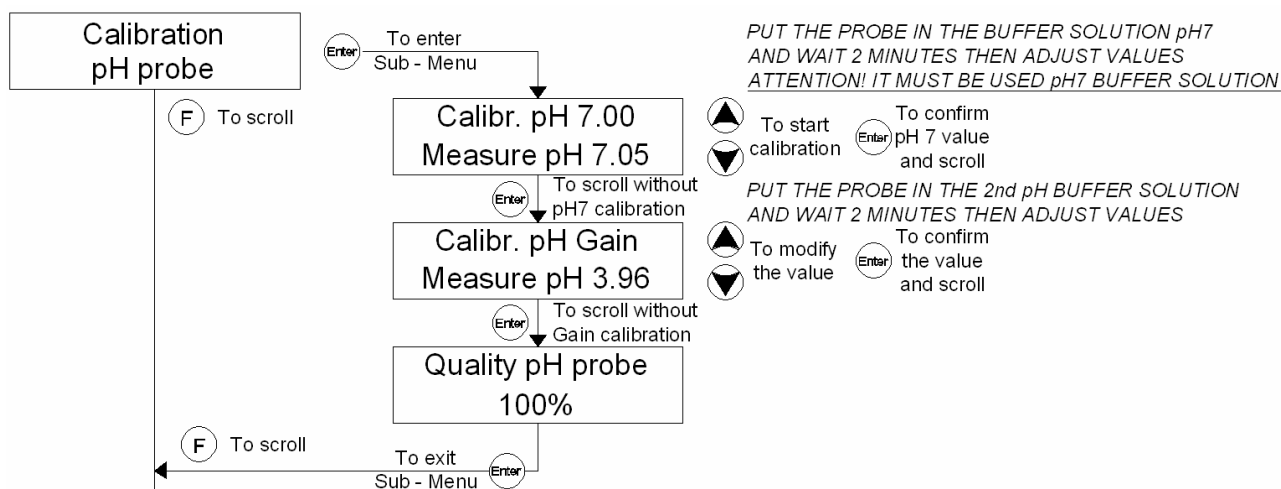 Calibration
pH probe
Enter
To enter
Sub - Menu
PUT THE PROBE IN THE BUFFER SOLUTION pH7
AND WAIT 2 MINUTES THEN ADJUST VALUES
ATTENTION! IT MUST BE USED pH7 BUFFER SOLUTION
F
To scroll
Calibr. pH 7.00
Measure pH 7.05
To start
calibration
Enter
To confirm
pH 7 value
and scroll
Enter
To scroll without
pH7 calibration
PUT THE PROBE IN THE 2nd pH BUFFER SOLUTION
AND WAIT 2 MINUTES THEN ADJUST VALUES
Calibr. pH Gain
Measure pH 3.96
To modify
the value
Enter
To confirm
the value
and scroll
Enter
To scroll without
Gain calibration
Quality pH probe
100%
F
To scroll
To exit
Sub - Menu
Enter